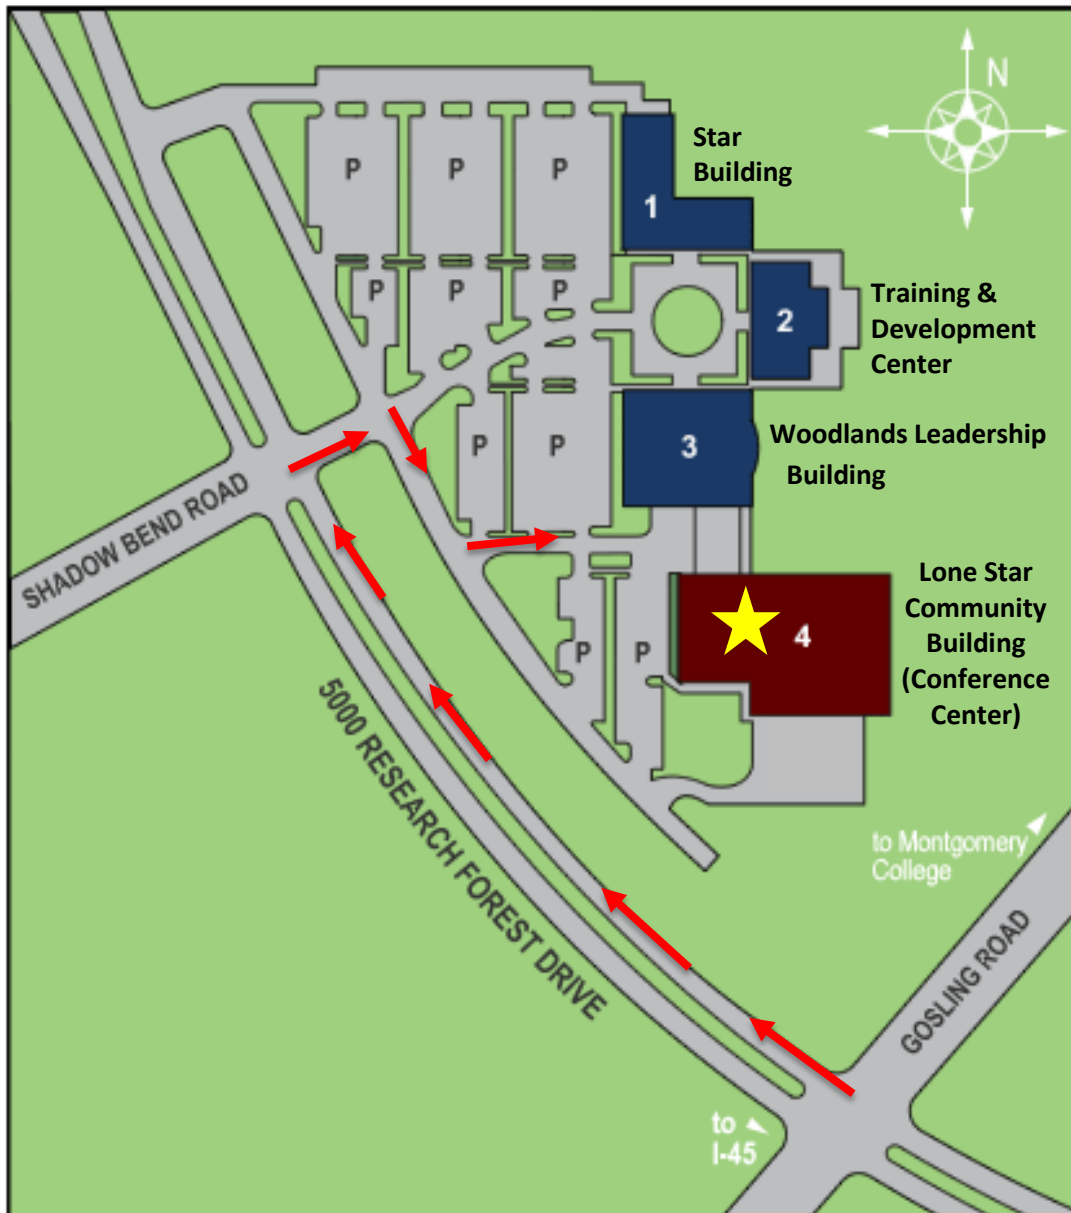 N
Star
Building
P
P
P
1
P
P
P
2
Training &
Development
Center
P
P
3
Woodlands Leadership
Building
SHADOW BEND ROAD
P
P
4
Lone Star
Community
Building
(Conference
Center)
5000 RESEARCH FOREST DRIVE
to Montgomery
College
GOSLING ROAD
to
I-45